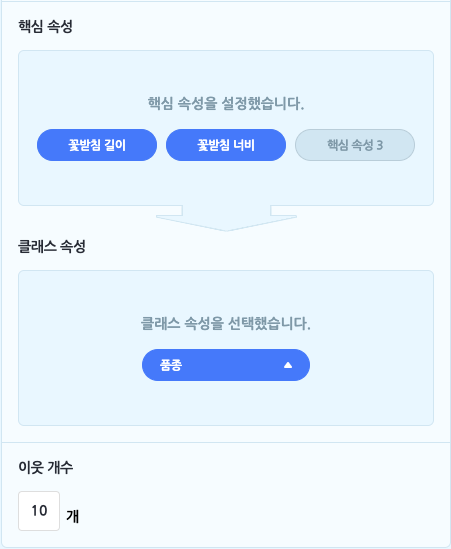 핵심 속성
핵심 속성을 설정했습니다.
꽃받침 길이 꽃받침 너비 핵심 속성 3
클래스 속성
클래스 속성을 선택했습니다.
품종
이웃 개수
10 개